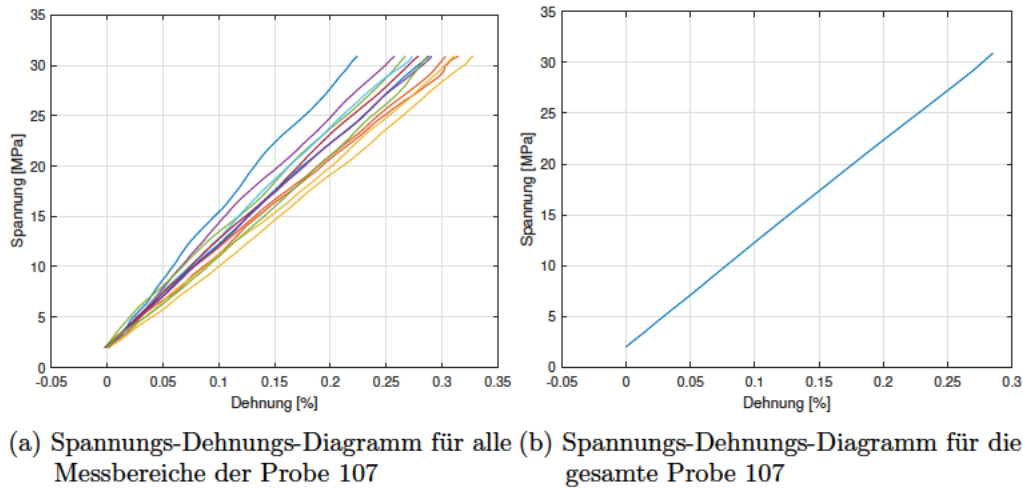 35
30
25
20
15
10
5
0
Spannung [MPa]
-0.05 0 0.05 0.1 0.15 0.2 0.25 0.3 0.35
Dehnung [%]
35
30
25
20
15
10
5
0
Spannung [MPa]
-0.05 0 0.05 0.1 0.15 0.2 0.25 0.3
Dehnung [%]
(a) Spannungs-Dehnungs-Diagramm für alle
Messbereiche der Probe 107
(b) Spannungs-Dehnungs-Diagramm für die
gesamte Probe 107